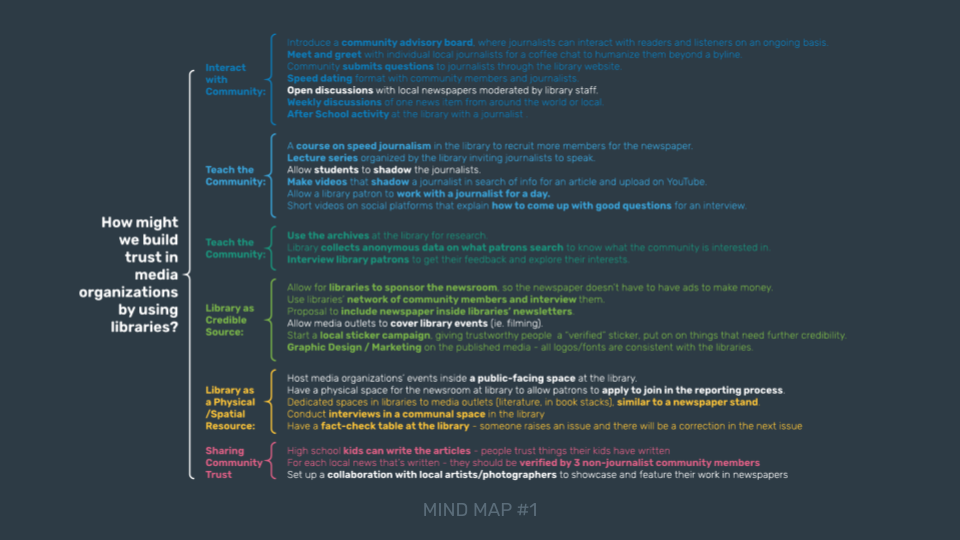 How might
we build
trust in
media
organizations
by using
libraries?
Interact
with
Community:
Introduce a community advisory board, where journalists can interact with readers and listeners on an ongoing basis.
Meet and greet with individual local journalists for a coffee chat to humanize them beyond a byline.
Community submits questions to journalists through the library website.
Speed dating format with community members and journalists.
Open discussions with local newspapers moderated by library staff.
Weekly discussions of one news item from around the world or local.
After School activity at the library with a journalist
Teach the
Community:
A course on speed journalism in the library to recruit more members for the newspaper.
Lecture series organized by the library inviting journalists to speak.
Allow students to shadow the journalists.
Make videos that shadow a journalist in search of info for an article and upload on YouTube.
Allow a library patron to work with a journalist for a day.
Short videos on social platforms that explain how to come up with good questions for an interview.
Teach the
Community:
Use the archives at the library for research.
Library collects anonymous data on what patrons search to know what the community is interested in.
Interview library patrons to get their feedback and explore their interests.
Library as
Credible
Source:
Allow for libraries to sponsor the newsroom, so the newspaper doesn't have to have ads to make money.
Use libraries' network of community members and interview them.
Proposal to include newspaper inside libraries' newsletters.
Allow media outlets to cover library events (ie. filming).
Start a local sticker campaign, giving trustworthy people a "verified" sticker, put on on things that need further credibility.
Graphic Design / Marketing on the published media - all logos/fonts are consistent with the libraries.
Library as
a Physical
/Spatial
Resource:
Host media organizations' events inside a public-facing space at the library.
Have a physical space for the newsroom at library to allow patrons to apply to join in the reporting process.
Dedicated spaces in libraries to media outlets (literature, in book stacks), similar to a newspaper stand.
Conduct interviews in a communal space in the library
Have a fact-check table at the library - someone raises an issue and there will be a correction in the next issue
Sharing
Community
Trust
High school kids can write the articles - people trust things their kids have written
For each local news that's written - they should be verified by 3 non-journalist community members
Set up a collaboration with local artists/photographers to showcase and feature their work in newspapers
MIND MAP #1